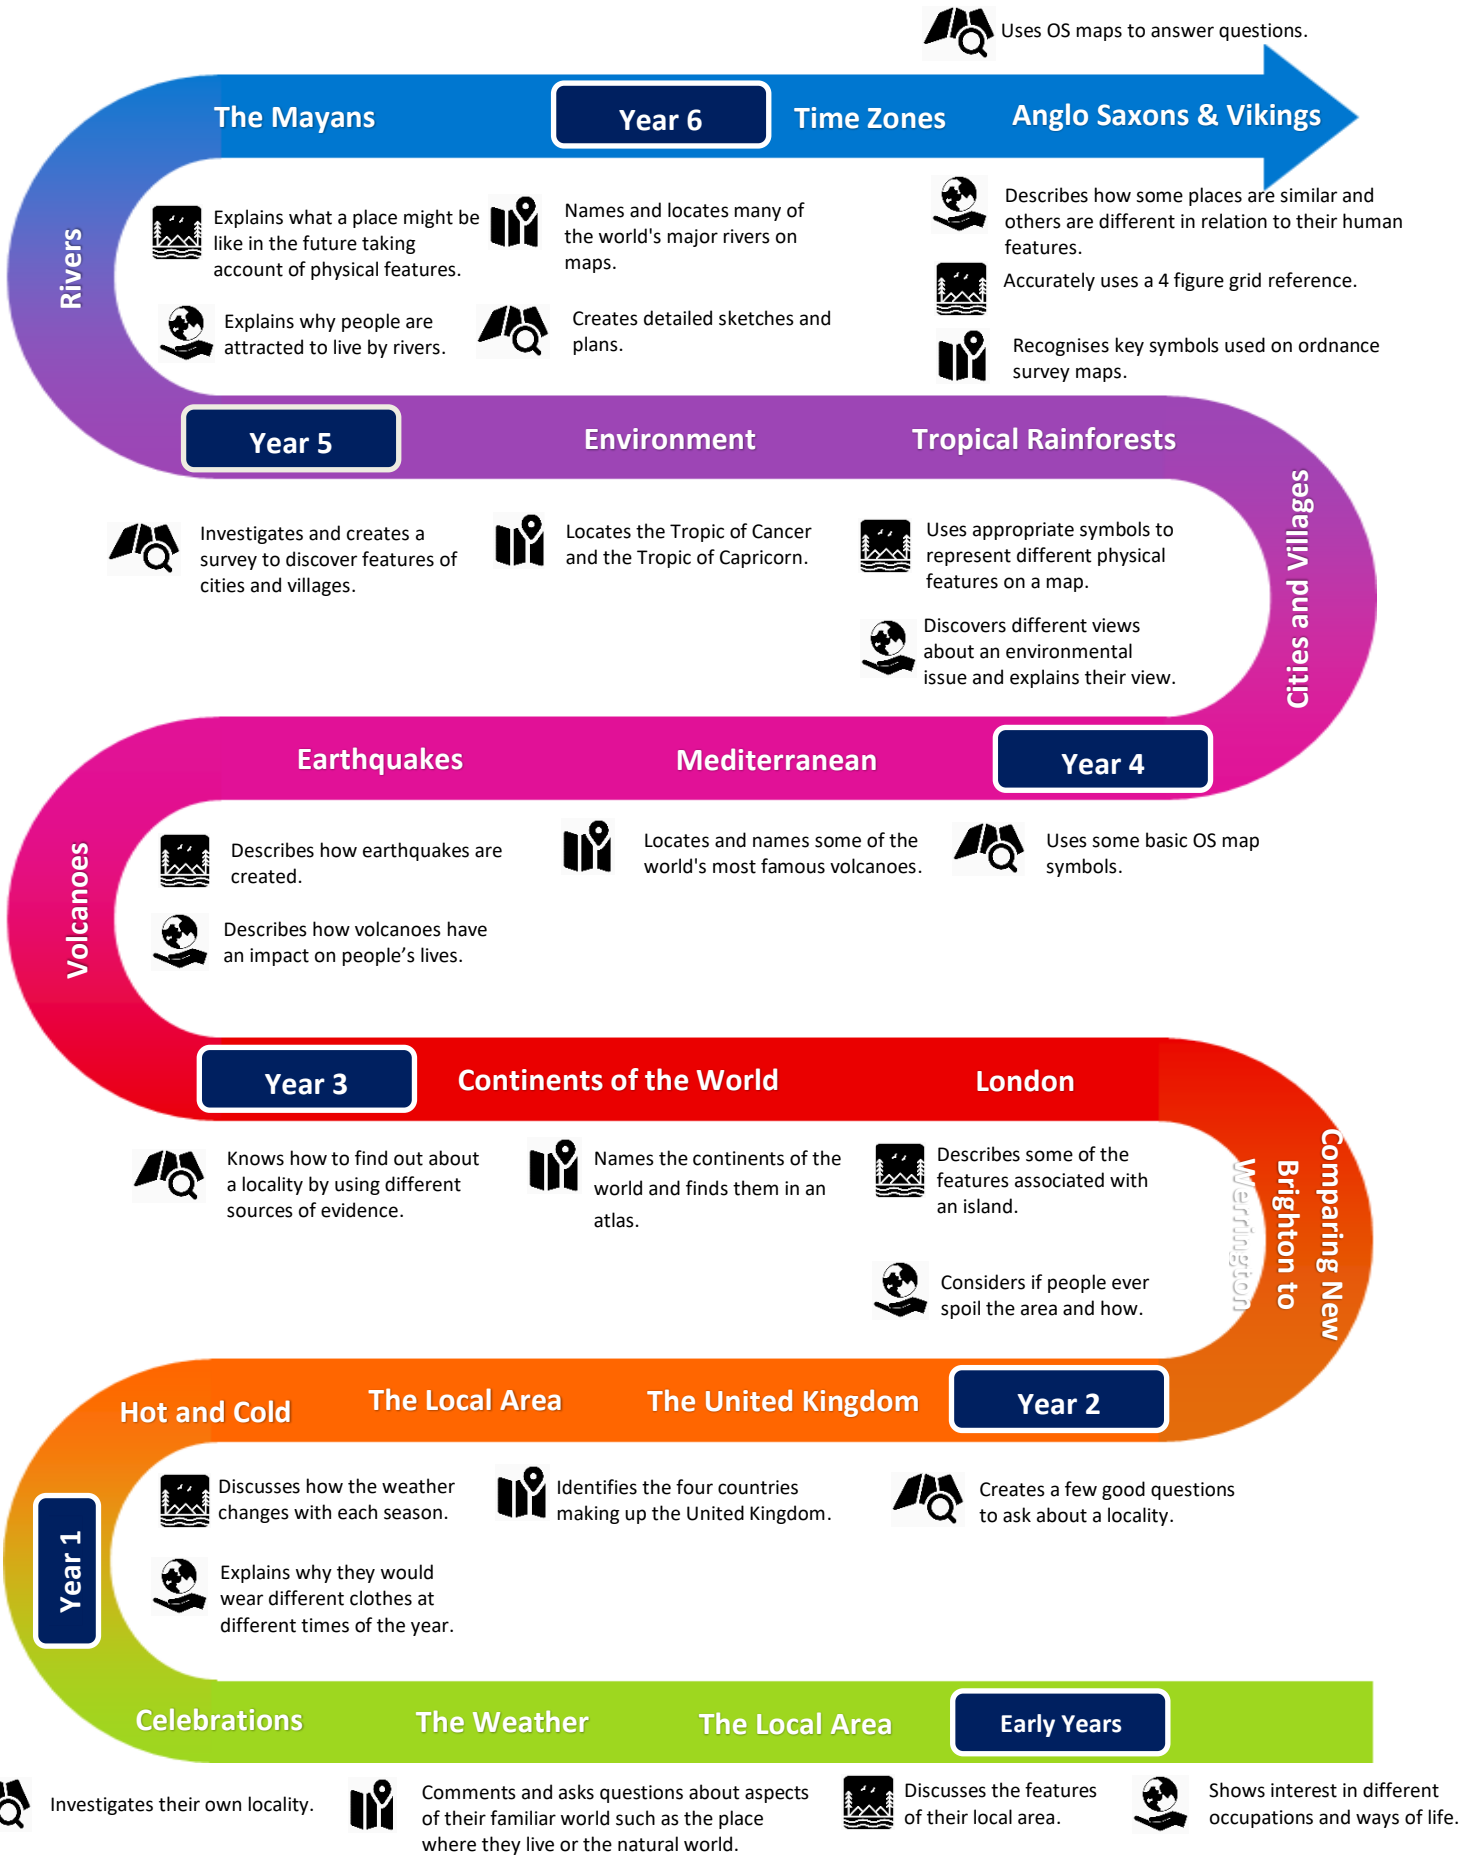 Uses OS maps to answer questions.
The Mayans
Year 6
Time Zones
Anglo Saxons & Vikings
Rivers
Explains what a place might be
like in the future taking
account of physical features.
Names and locates many of
the world's major rivers on
maps.
Describes how some places are similar and
others are different in relation to their human
features.
Accurately uses a 4 figure grid reference.
Explains why people are
attracted to live by rivers.
Creates detailed sketches and
plans.
Recognises key symbols used on ordnance
survey maps.
Year 5
Environment
Tropical Rainforests
Cities and Villages
Investigates and creates a
survey to discover features of
cities and villages.
Locates the Tropic of Cancer
and the Tropic of Capricorn.
Uses appropriate symbols to
represent different physical
features on a map.
Discovers different views
about an environmental
issue and explains their view.
Earthquakes
Mediterranean
Year 4
Volcanoes
Describes how earthquakes are
created.
Locates and names some of the
world's most famous volcanoes.
Uses some basic OS map
symbols.
Describes how volcanoes have
an impact on people’s lives.
Year 3
Continents of the World
London
Comparing New
Brighton to
Werrington
Knows how to find out about
a locality by using different
sources of evidence.
Names the continents of the
world and finds them in an
atlas.
Describes some of the
features associated with
an island.
Considers if people ever
spoil the area and how.
Hot and Cold
The Local Area
The United Kingdom
Year 2
Year 1
Discusses how the weather
changes with each season.
Identifies the four countries
making up the United Kingdom.
Creates a few good questions
to ask about a locality.
Explains why they would
wear different clothes at
different times of the year.
Celebrations
The Weather
The Local Area
Early Years
Investigates their own locality.
Comments and asks questions about aspects
of their familiar world such as the place
where they live or the natural world.
Discusses the features
of their local area.
Shows interest in different
occupations and ways of life.